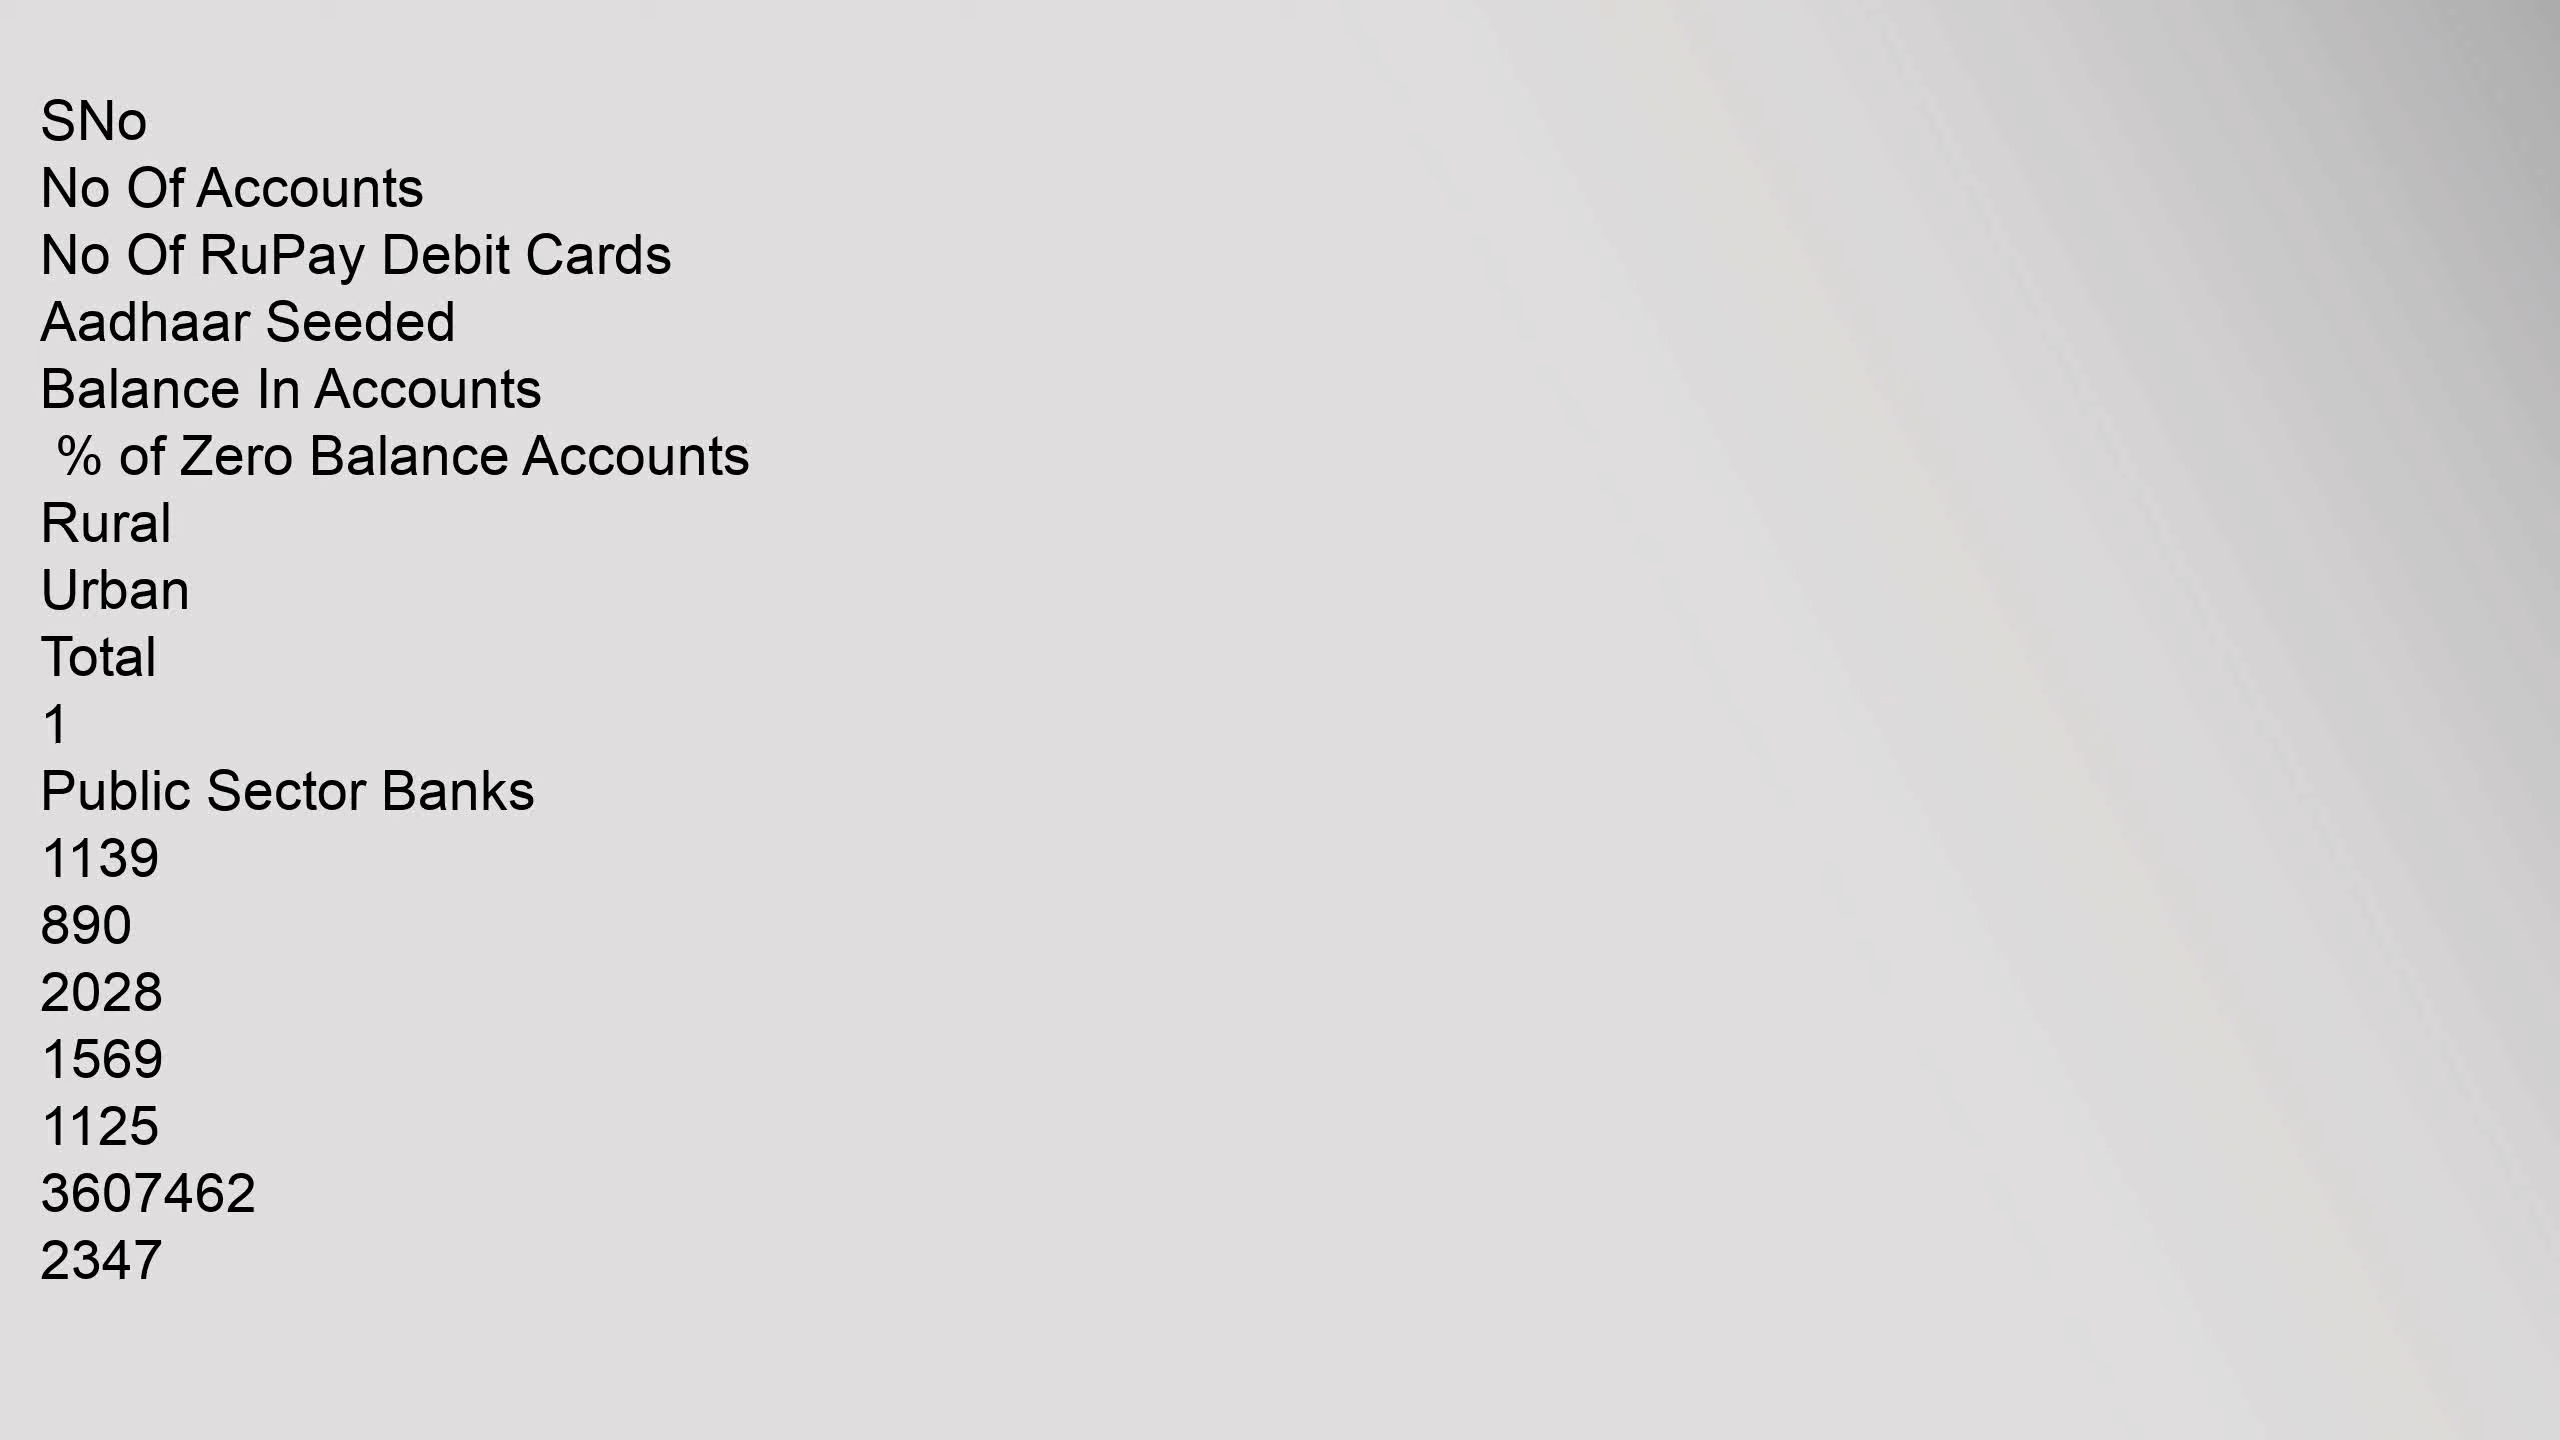 SNo
No Of Accounts
No Of RuPay Debit Cards
Aadhaar Seeded
Balance In Accounts
% of Zero Balance Accounts
Rural
Urban
Total
1
Public Sector Banks
1139
890
2028
1569
1125
3607462
2347